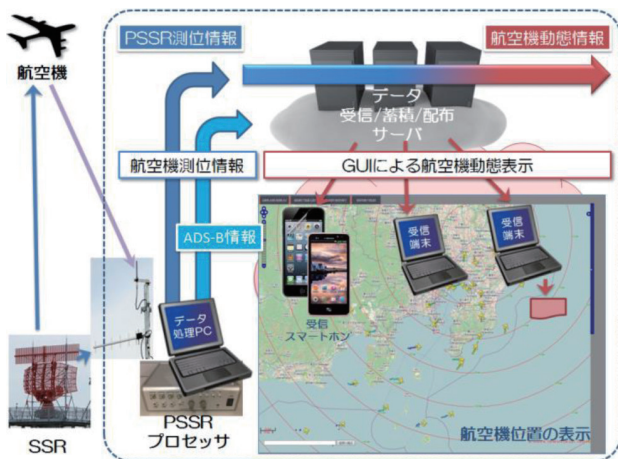 航空機
PSSR測位情報
航空機動態情報
データ
受信/蓄積/配布
サーバ
航空機測位情報
GUIによる航空機動態表示
ADS-B情報
受信
端末
受信
端末
受信
スマートホン
データ
処理PC
SSR
PSSR
プロセッサ
航空機位置の表示